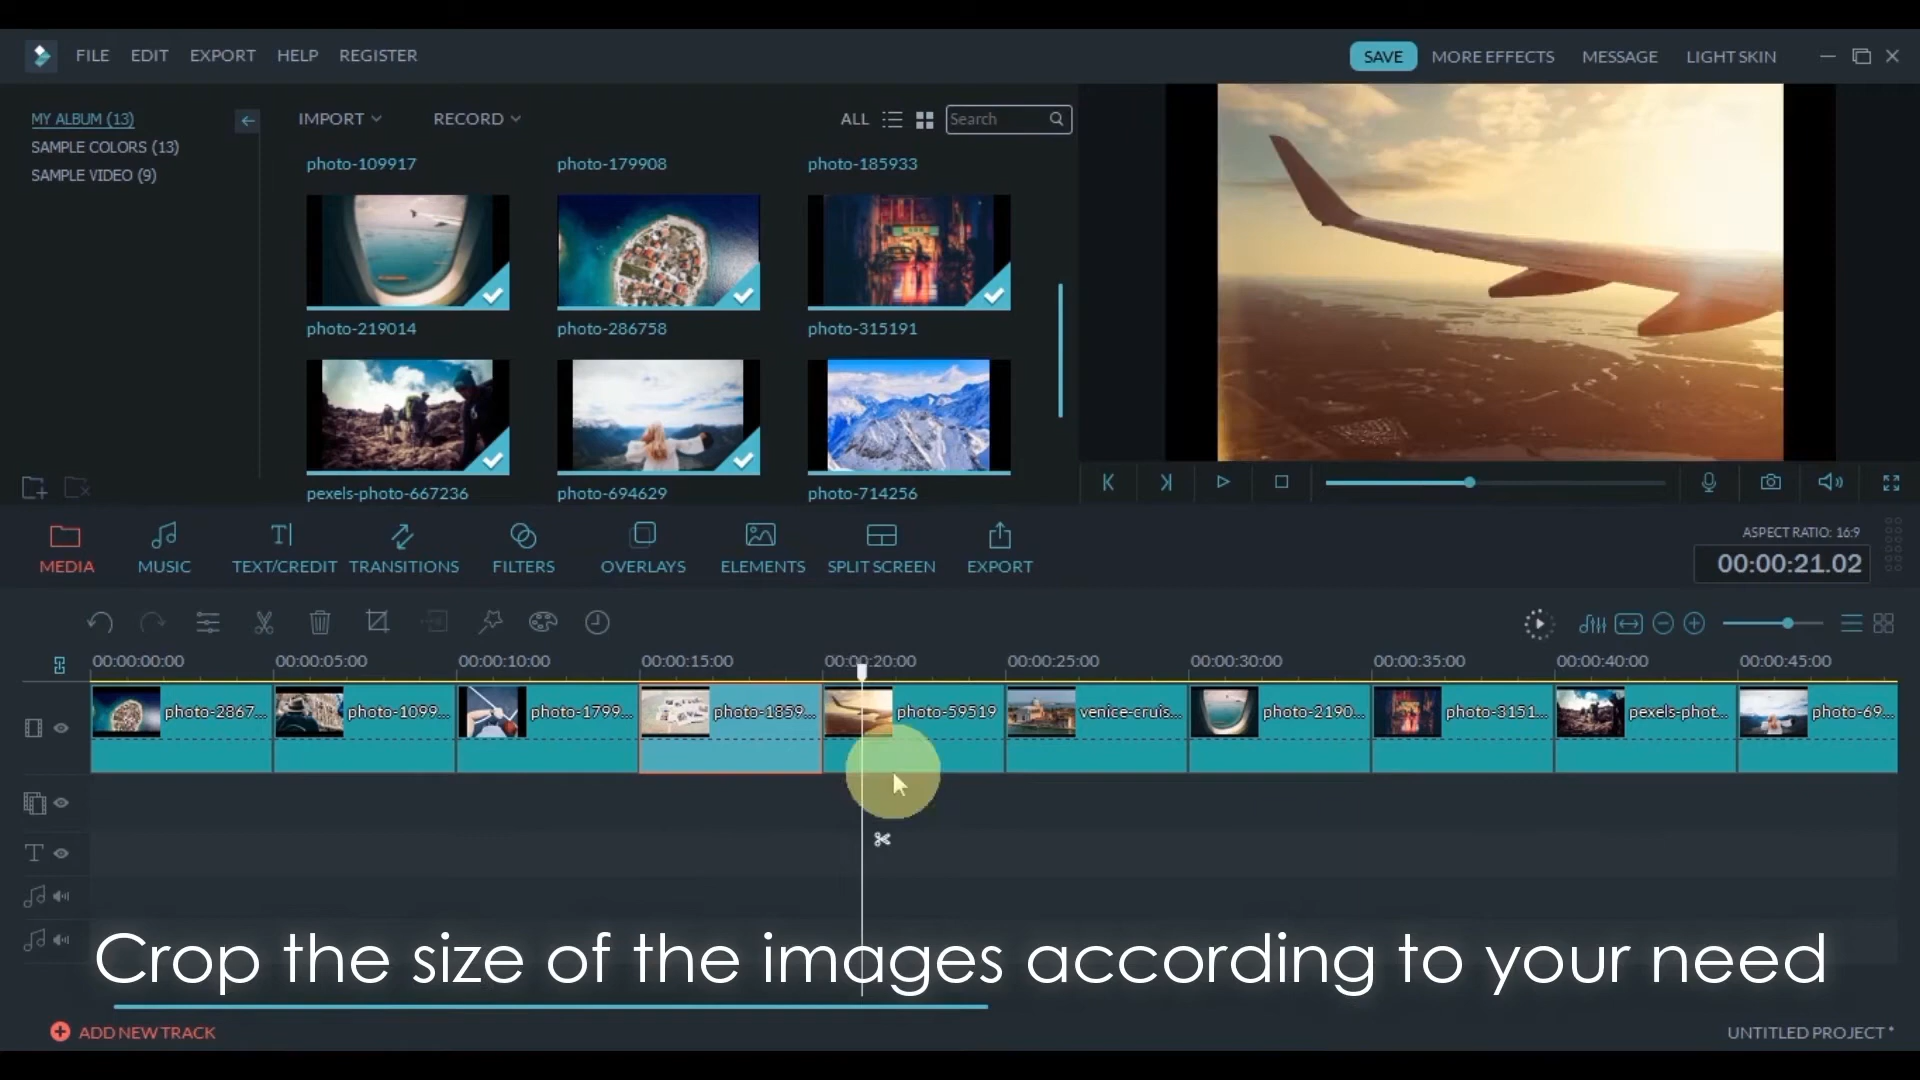 FILE EDIT EXPORT HELP REGISTER
SAVE MORE EFFECTS MESSAGE LIGHT SKIN
MY ALBUM (13)
SAMPLE COLORS (13)
SAMPLE VIDEO (9)
IMPORT RECORD ALL Search
photo-109917 photo-179908 photo-185933
photo-219014 photo-286758 photo-315191
pexels-photo-667236 photo-694629 photo-714256
MEDIA MUSIC TEXT/CREDIT TRANSITIONS FILTERS OVERLAYS ELEMENTS SPLIT SCREEN EXPORT
ASPECT RATIO: 16:9
00:00:21.02
00:00:00:00 00:00:05:00 00:00:10:00 00:00:15:00 00:00:20:00 00:00:25:00 00:00:30:00 00:00:35:00 00:00:40:00 00:00:45:00
photo-2867... photo-1099... photo-1799... photo-1859... photo-59519 venice-cruis... photo-2190... photo-3151... pexels-phot... photo-69...
Crop the size of the images according to your need
ADD NEW TRACK
UNTITLED PROJECT *